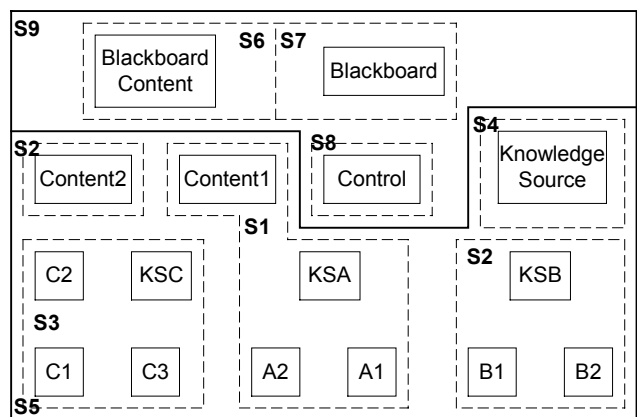 S9
S6
S7
Blackboard
Content
Blackboard
S2
S8
S4
Content2
Content1
Control
Knowledge
Source
S1
S2
C2
KSC
KSA
KSB
S3
C1
C3
A2
A1
B1
B2
S5